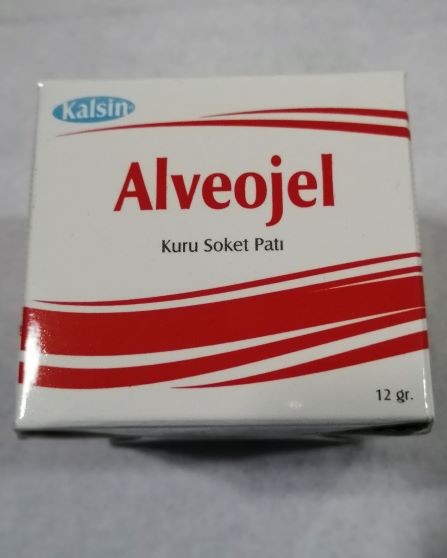 Kalsin
Alveojel
Kuru Soket Patı
12 gr.